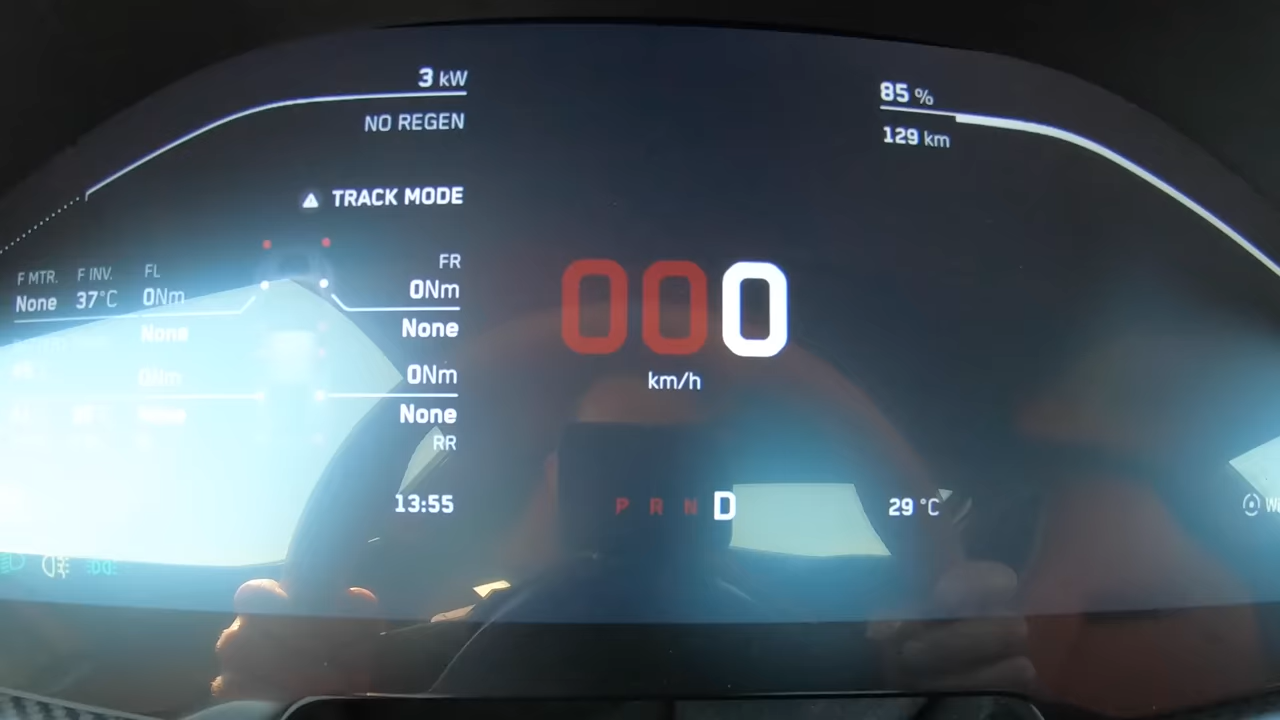 3 kW
NO REGEN
TRACK MODE
F MTR. F INV. FL
None 37°C 0Nm
None
0Nm
FR
0Nm
None
0Nm
None
RR
13:55
000
km/h
P R N D
85 %
129 km
29 °C